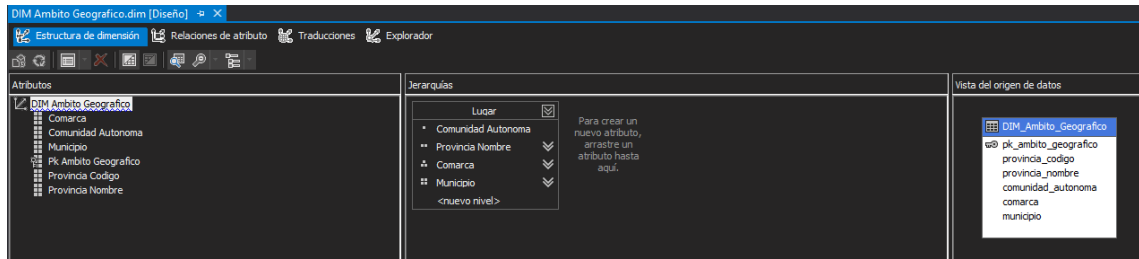 DIM Ambito Geografico.dim [Diseño]
Estructura de dimensión Relaciones de atributo Traducciones Explorador
Atributos
DIM Ambito Geografico
Comarca
Comunidad Autonoma
Municipio
Pk Ambito Geografico
Provincia Codigo
Provincia Nombre
Jerarquías
Lugar
Comunidad Autonoma
Provincia Nombre
Comarca
Municipio
<nuevo nivel>
Para crear un
nuevo atributo,
arrastre un
atributo hasta
aquí.
Vista del origen de datos
DIM_Ambito_Geografico
pk_ambito_geografico
provincia_codigo
provincia_nombre
comunidad_autonoma
comarca
municipio